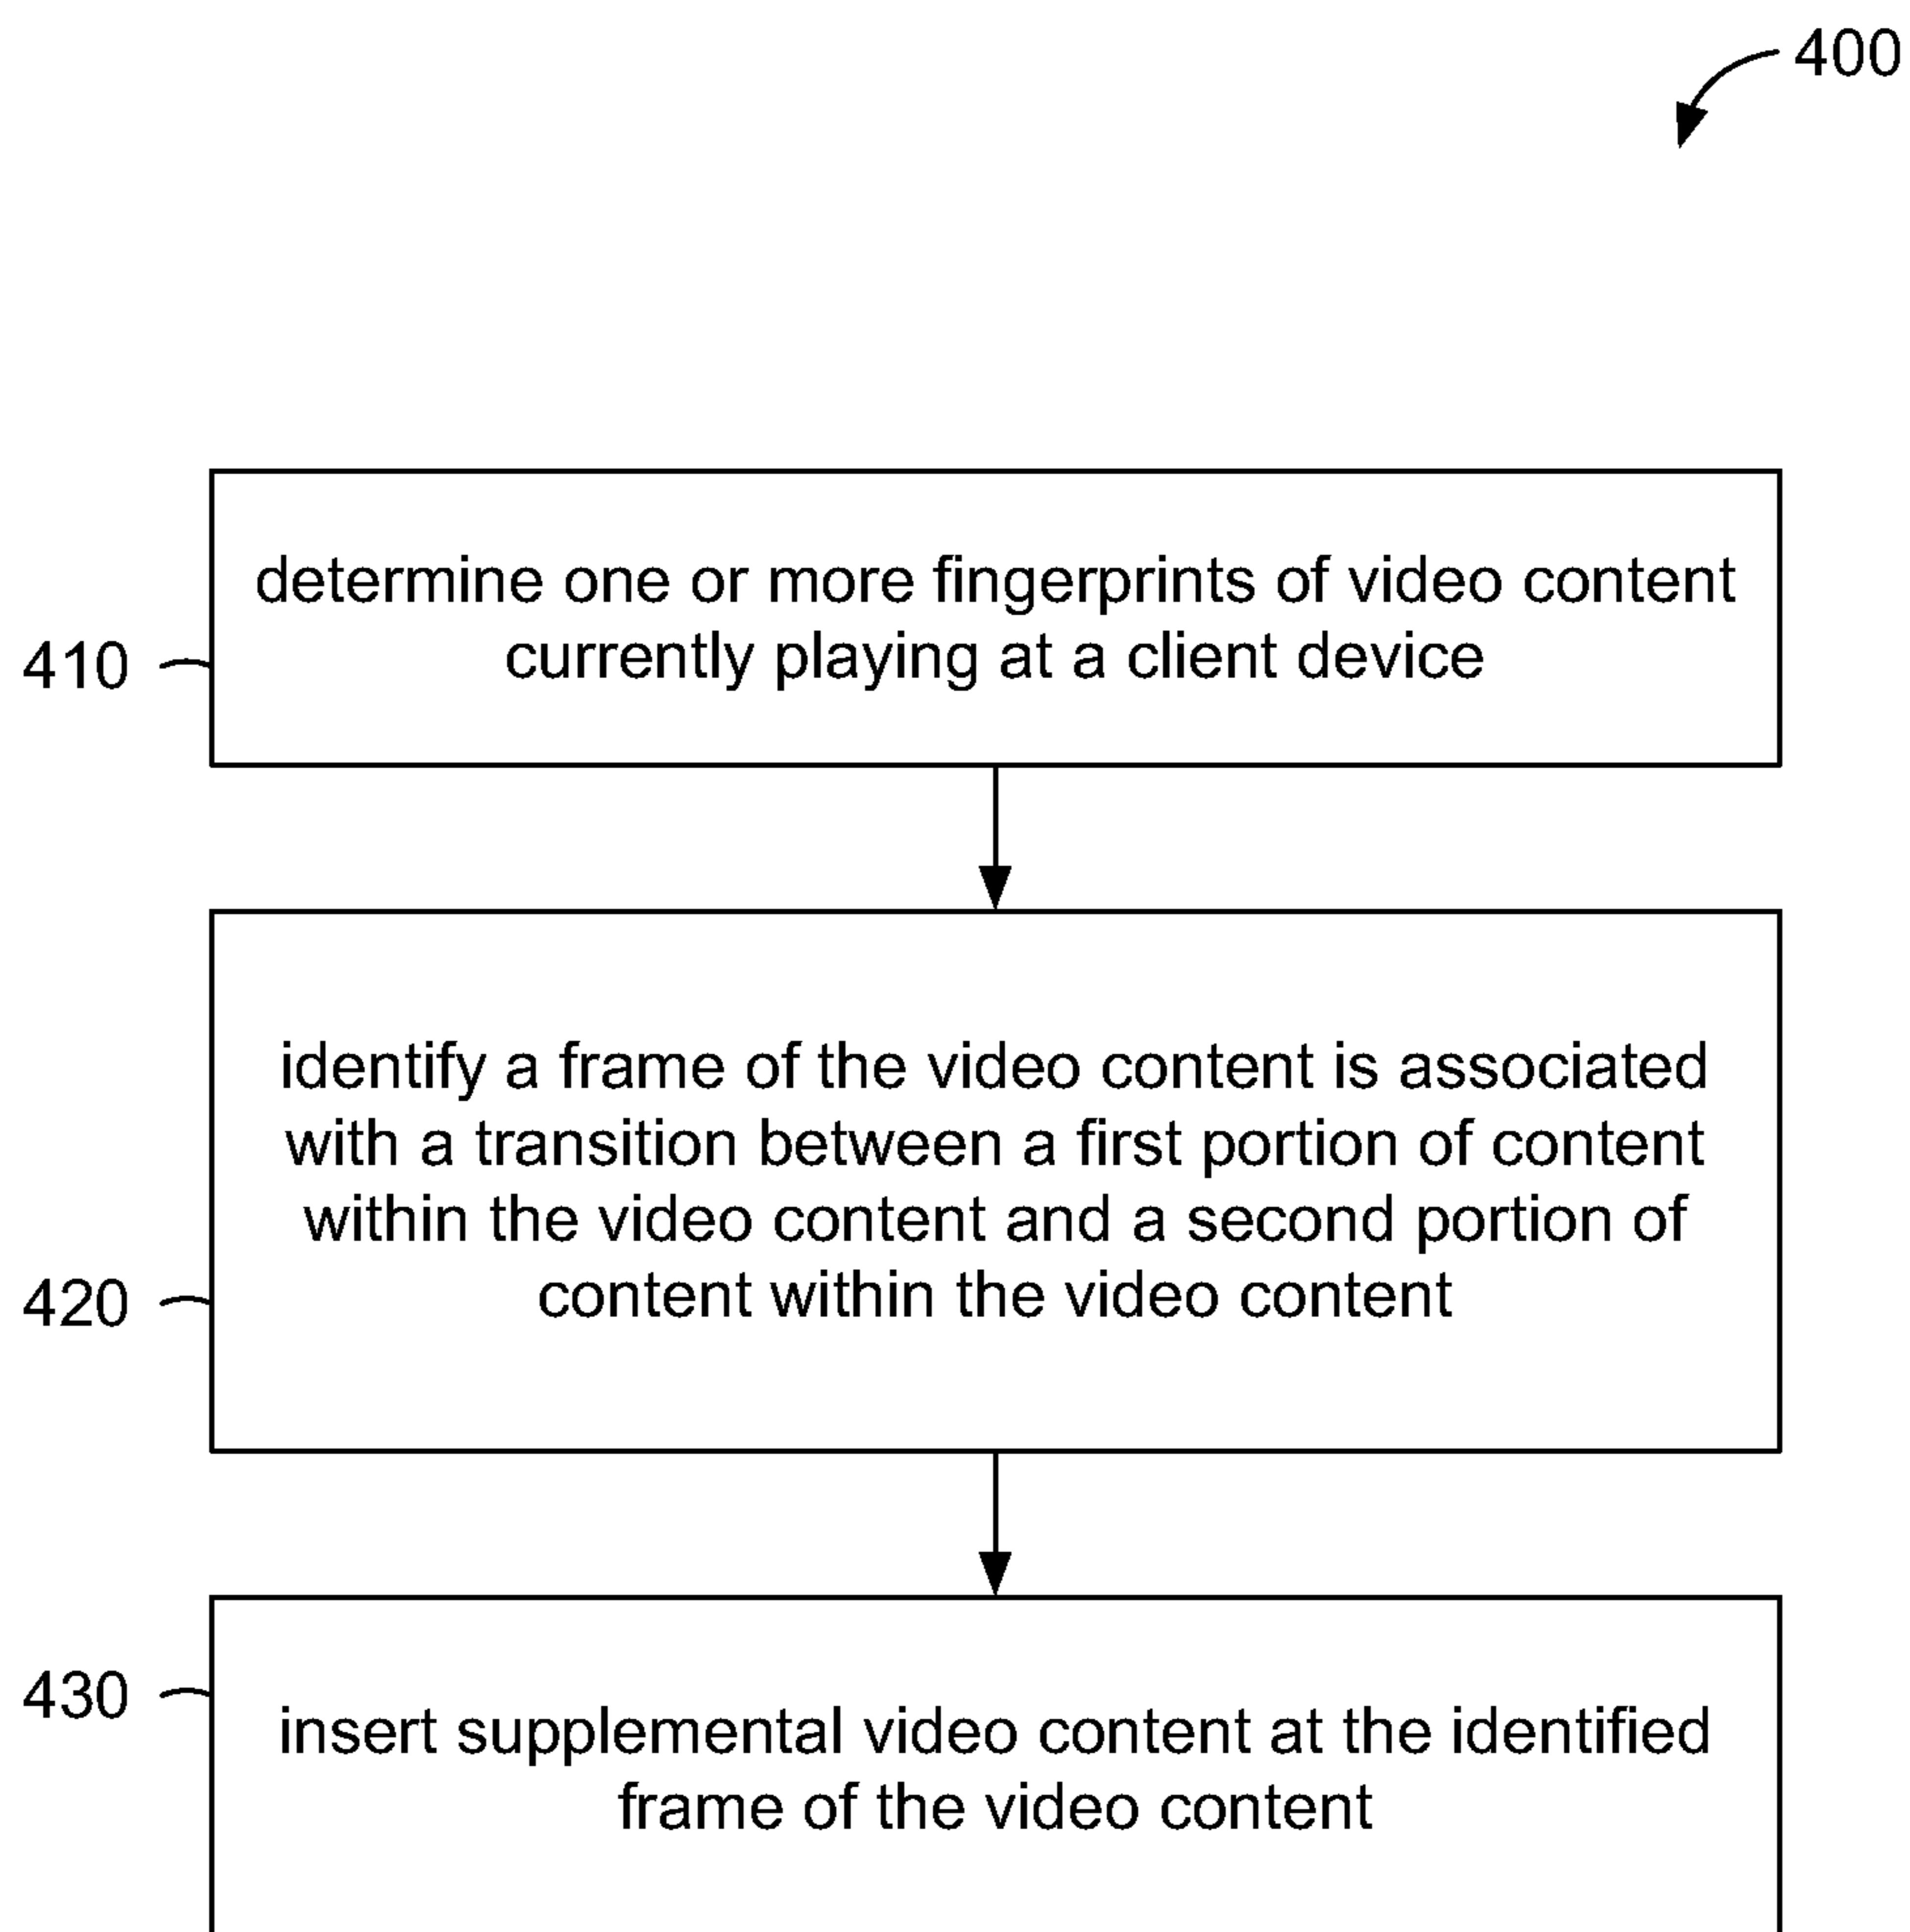 400
determine one or more fingerprints of video content
currently playing at a client device
410
identify a frame of the video content is associated
with a transition between a first portion of content
within the video content and a second portion of
content within the video content
420
430
insert supplemental video content at the identified
frame of the video content